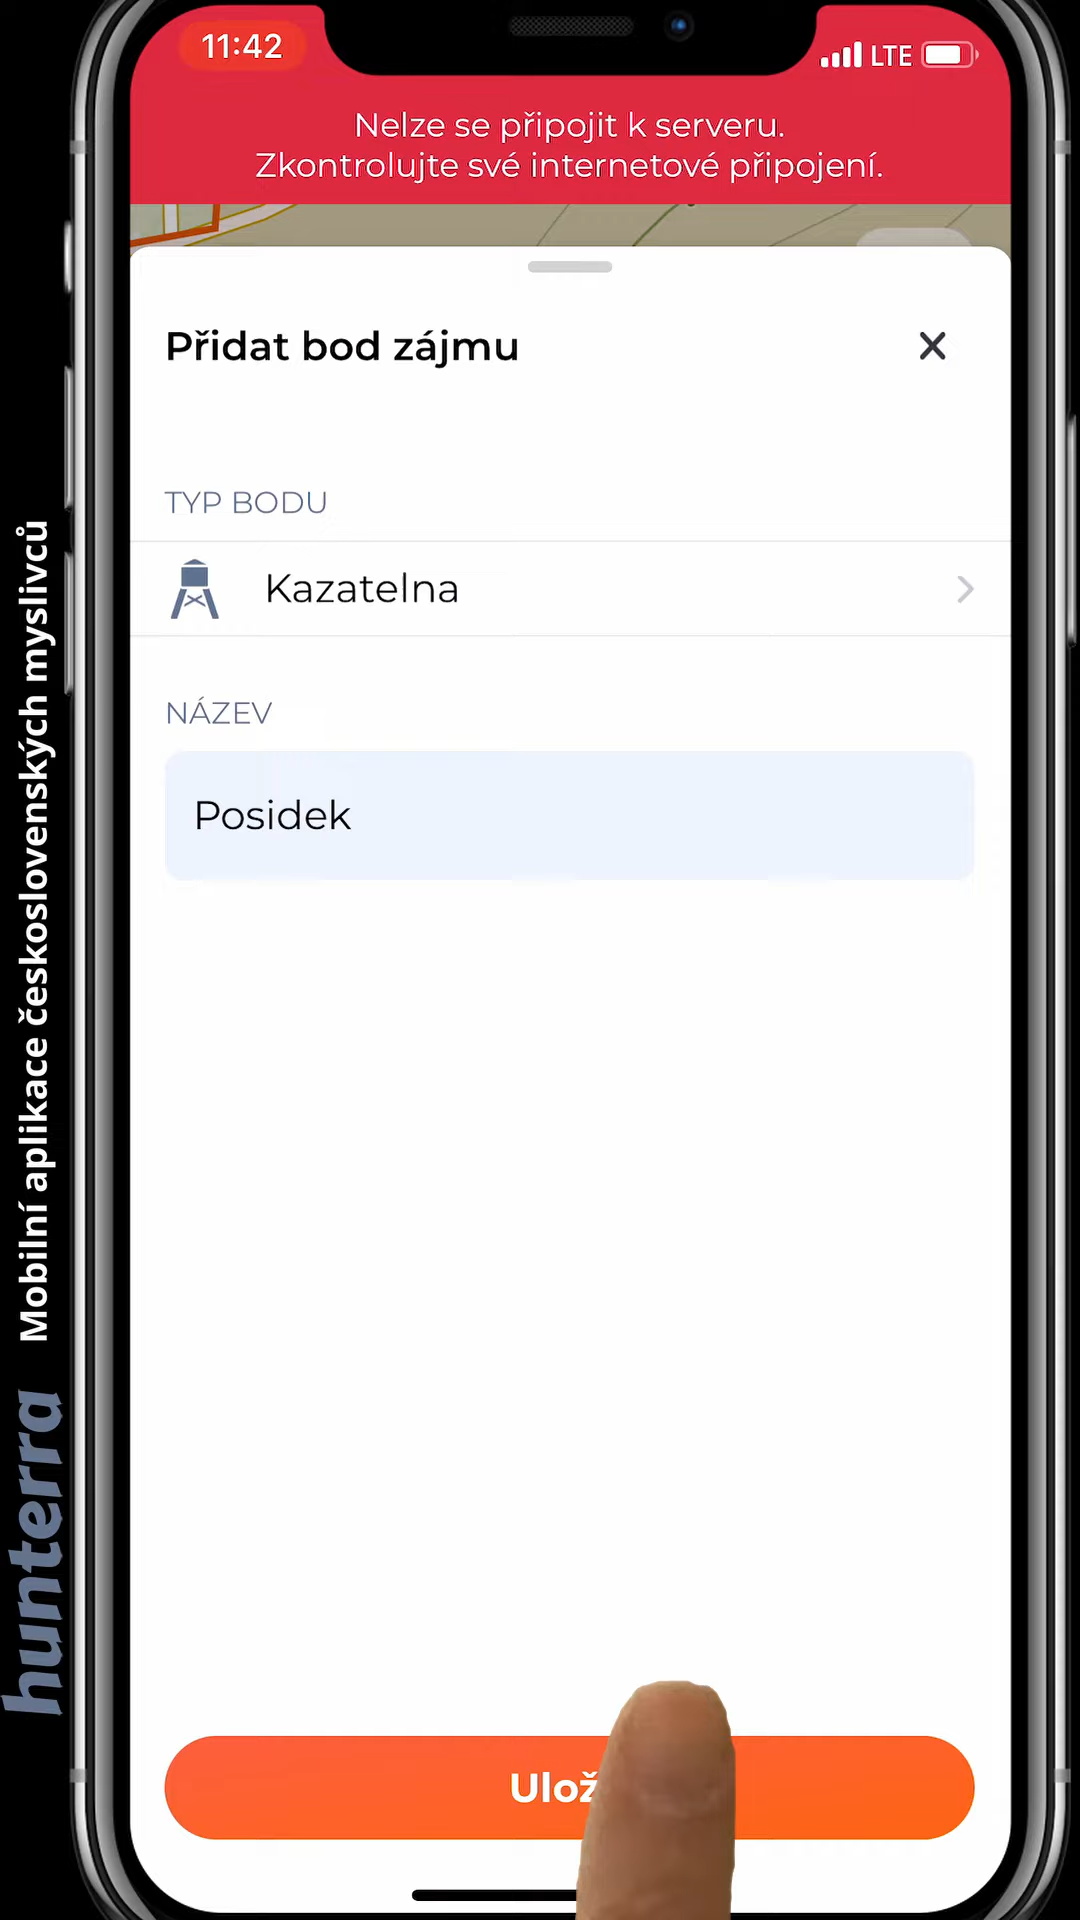 11:42
LTE
Nelze se připojit k serveru.
Zkontrolujte své internetové připojení.
Přidat bod zájmu
TYP BODU
Kazatelna
NÁZEV
Posidek
Ulož
hunterra Mobilní aplikace československých myslivců